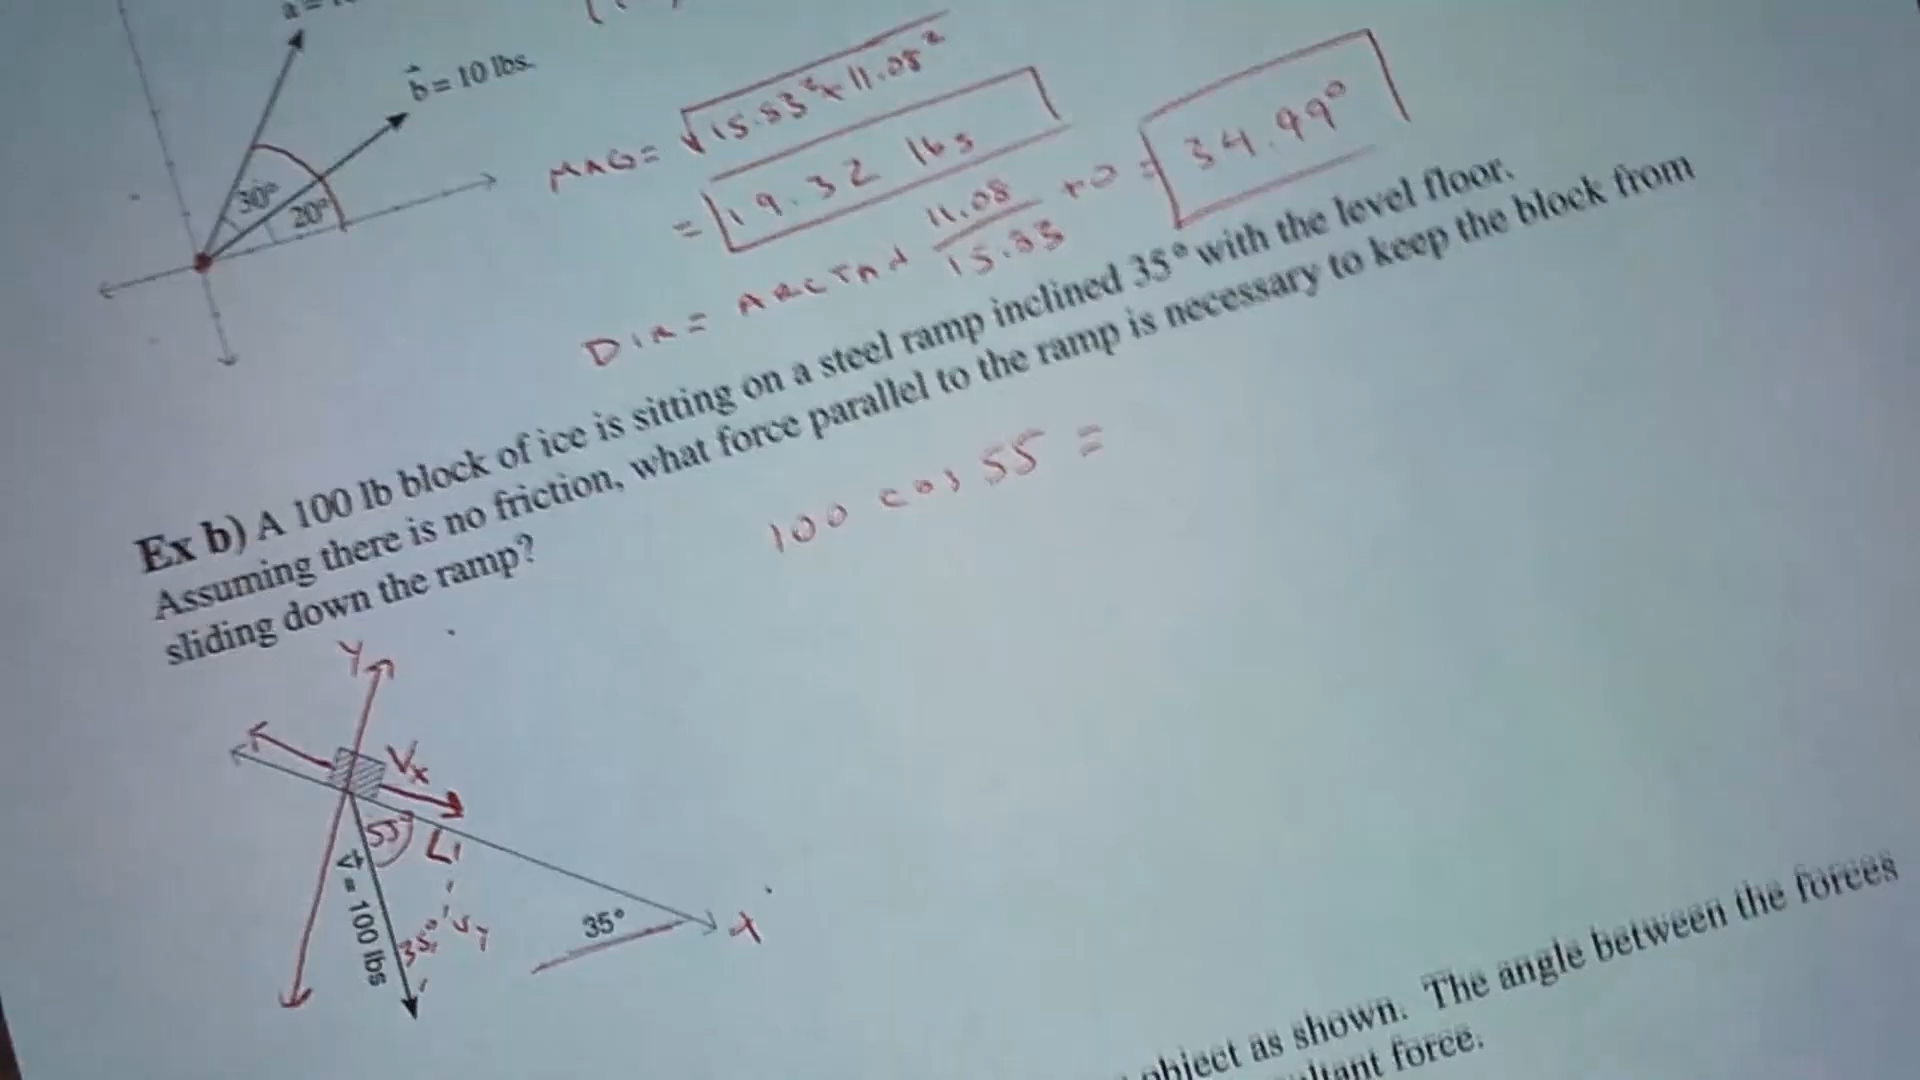 b = 10 lbs.
30°
20°
MAG = √15.83² + 11.08²
= 19.32 lbs
DIR = ARCTAN 11.08 / 15.83 + 0 = 34.99°
Ex b) A 100 lb block of ice is sitting on a steel ramp inclined 35° with the level floor.
Assuming there is no friction, what force parallel to the ramp is necessary to keep the block from
sliding down the ramp?
100 cos 55 =
Y
Vx
55°
V = 100 lbs
35°
Vy
35°
x
object as shown. The angle between the forces
force.